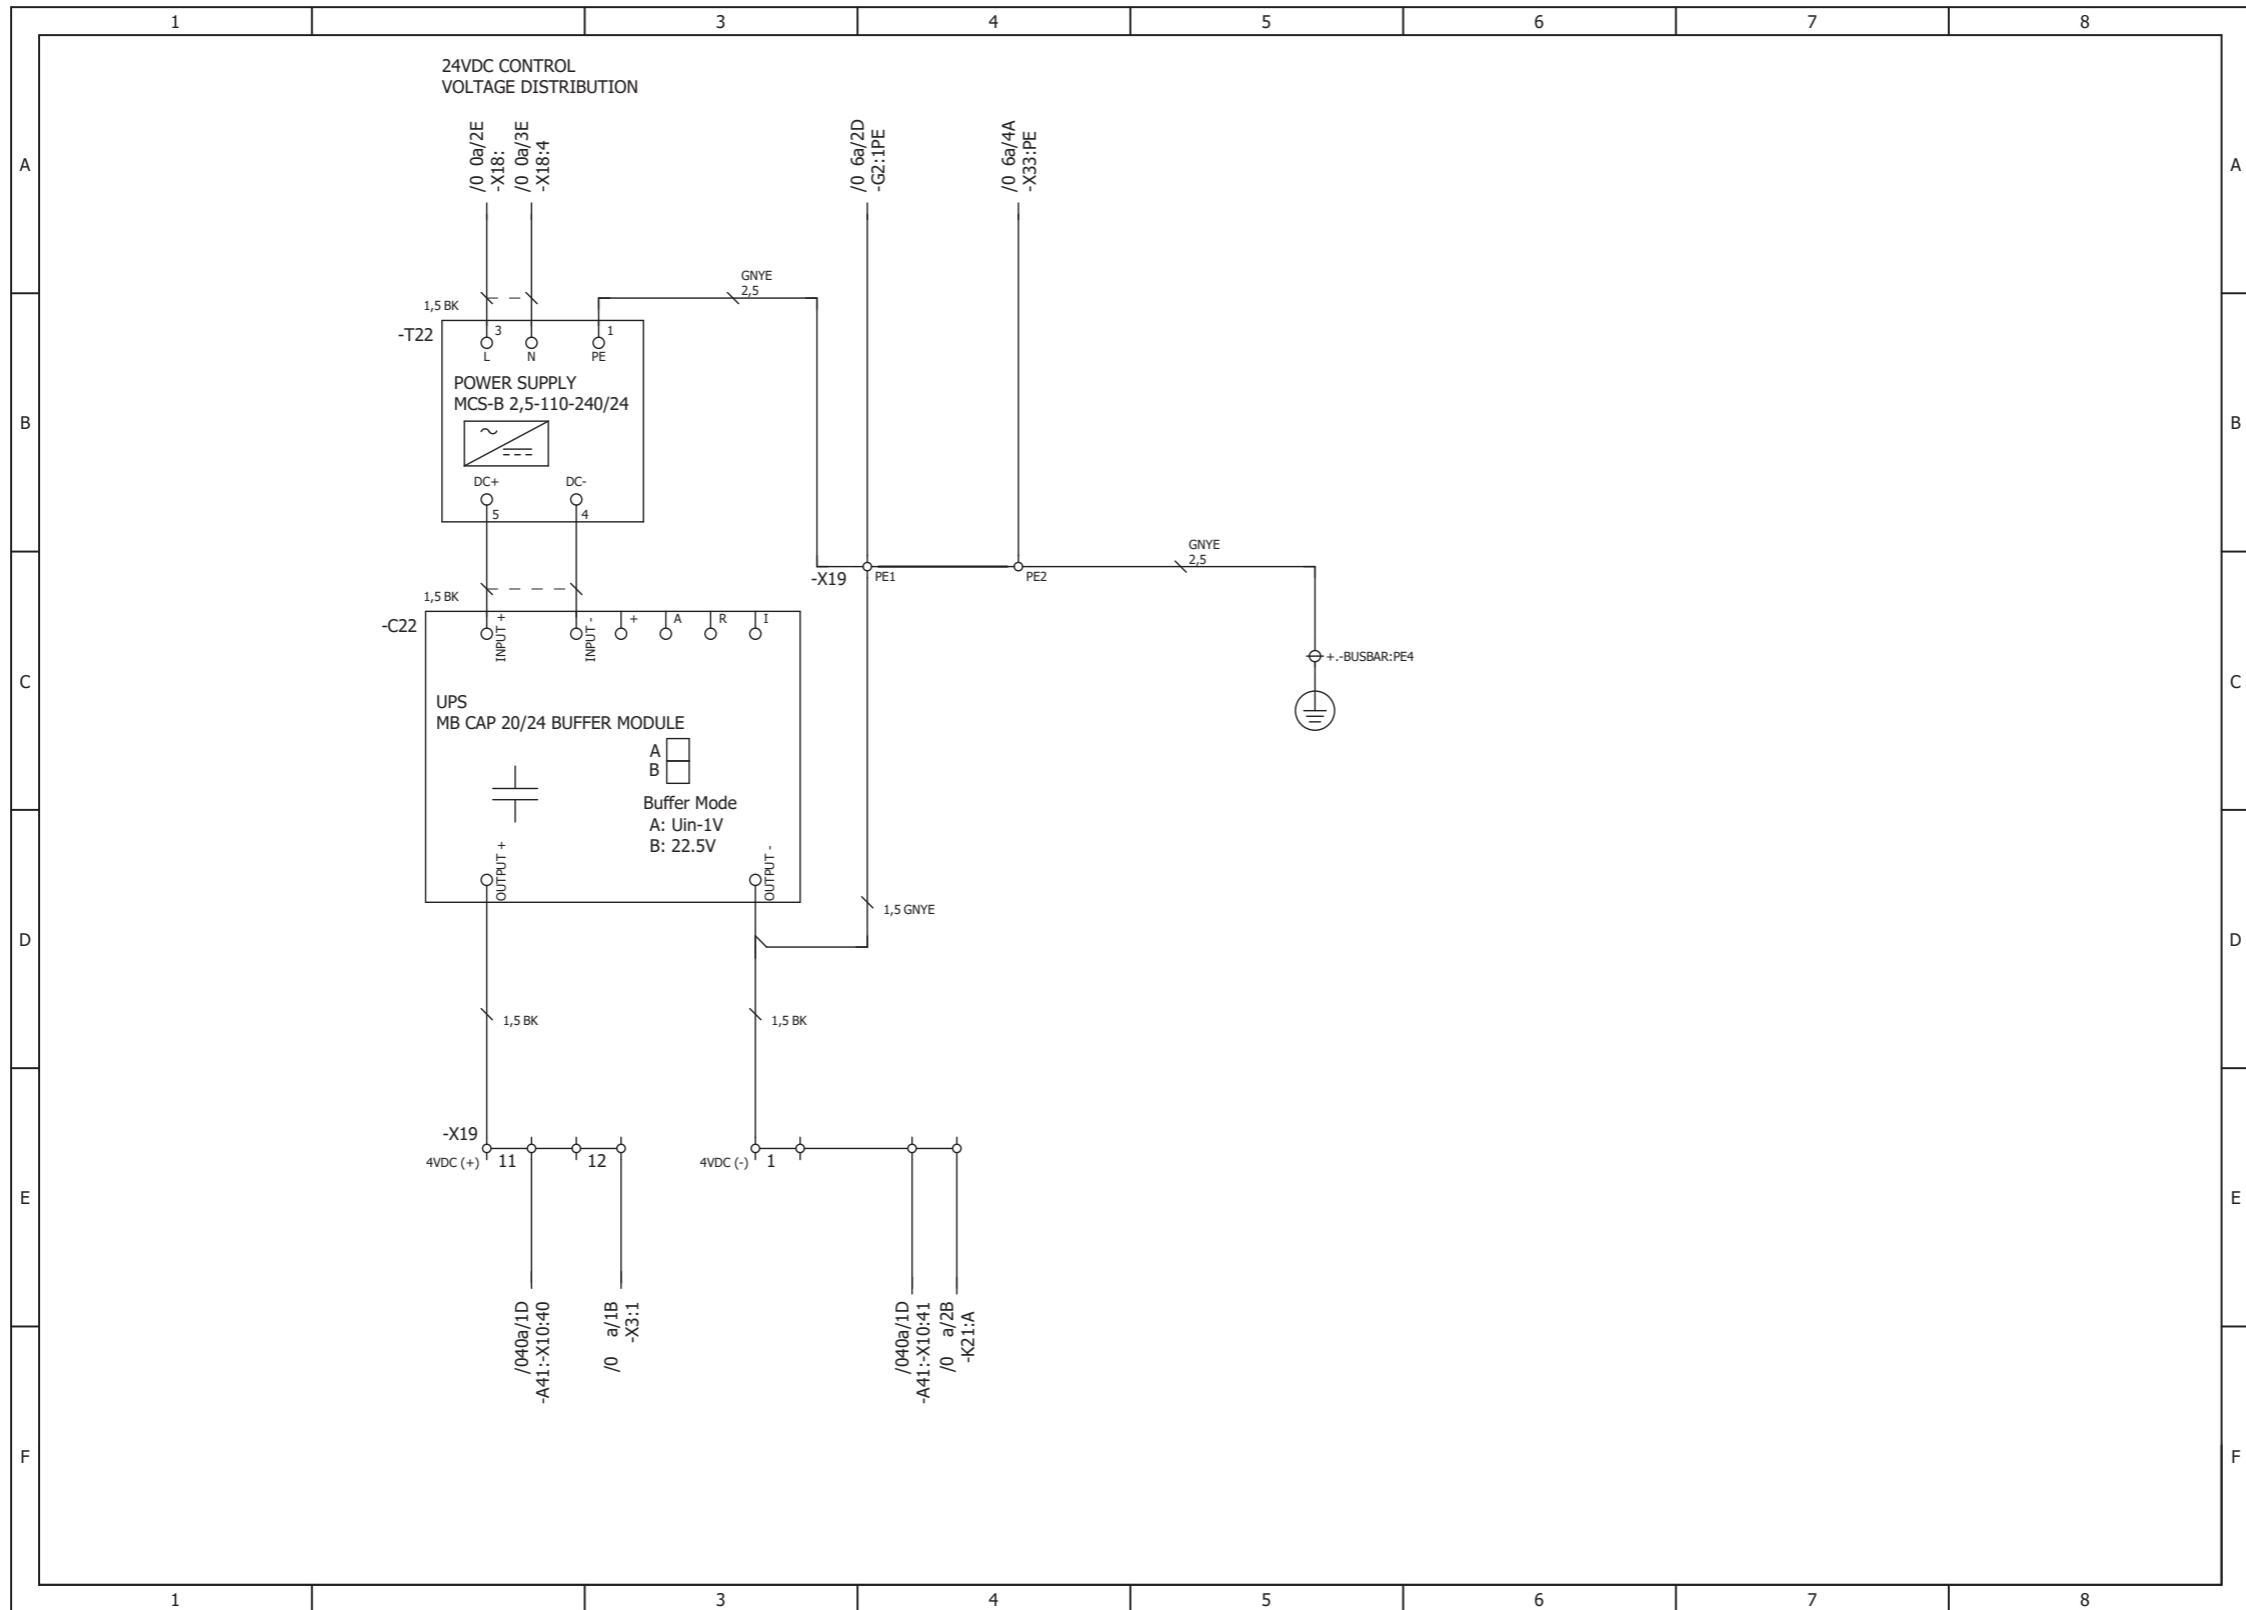 1 3 4 5 6 7 8
24VDC CONTROL
VOLTAGE DISTRIBUTION
/0 0a/2E
-X18:
/0 0a/3E
-X18:4
/0 6a/2D
-G2:1PE
/0 6a/4A
-X33:PE
A A
GNYE
2,5
1,5 BK
-T22
3 1
L N PE
POWER SUPPLY
MCS-B 2,5-110-240/24
B B
DC+ DC-
5 4
GNYE
2,5
-X19 PE1 PE2
1,5 BK
-C22
INPUT + INPUT - + A R I
+.-BUSBAR:PE4
C C
UPS
MB CAP 20/24 BUFFER MODULE
A
B
Buffer Mode
A: Uin-1V
B: 22.5V
OUTPUT + OUTPUT -
1,5 GNYE
D D
1,5 BK 1,5 BK
-X19
4VDC (+) 11 12 4VDC (-) 1
E E
/040a/1D
-A41:-X10:40
/0 a/1B
-X3:1
/040a/1D
-A41:-X10:41
/0 a/2B
-K21:A
F F
1 3 4 5 6 7 8